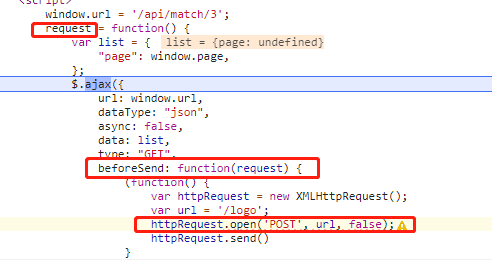 <script>
window.url = '/api/match/3';
request = function() {
var list = { list = {page: undefined}
"page": window.page,
};
$.ajax({
url: window.url,
dataType: "json",
async: false,
data: list,
type: "GET",
beforeSend: function(request) {
(function() {
var httpRequest = new XMLHttpRequest();
var url = '/logo';
httpRequest.open('POST', url, false);
httpRequest.send()
}